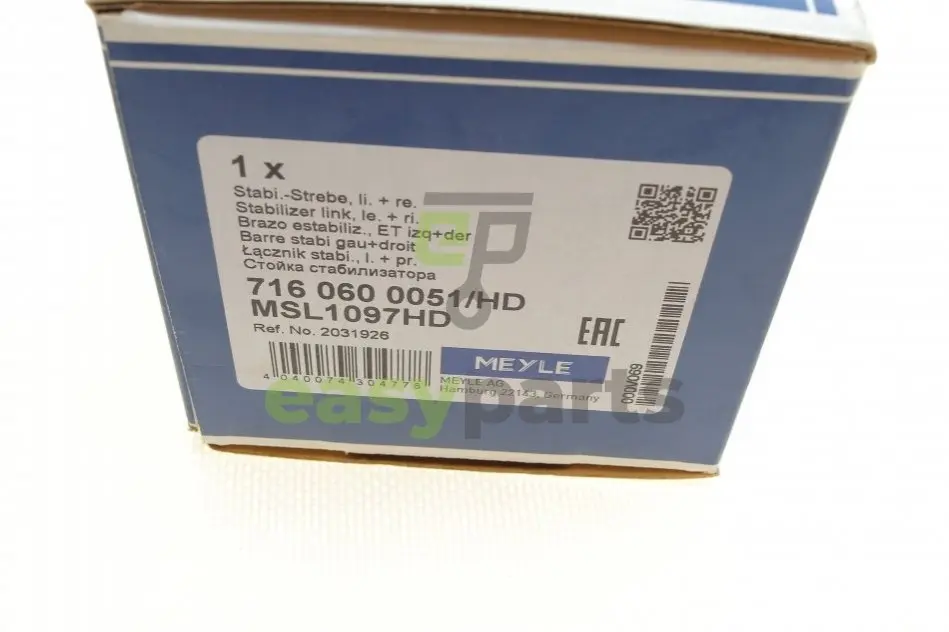 1 x
Stabi.-Strebe, li. + re.
Stabilizer link, le. + ri.
Brazo estabiliz., ET izq+der
Barre stabi gau+droit
Łącznik stabi., l. + pr.
Стойка стабилизатора
716 060 0051/HD
MSL1097HD
Ref. No. 2031926
EAC
MEYLE
4 040074 304775
MEYLE AG
Hamburg 22143, Germany
000V069
easyparts